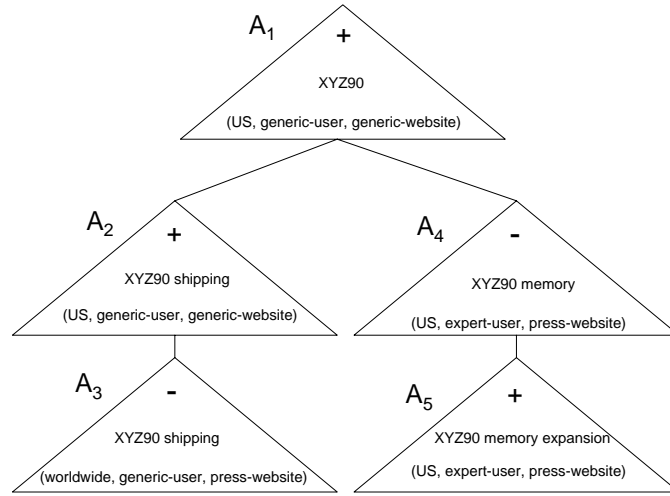 A1
+
XYZ90
(US, generic-user, generic-website)
A2
+
XYZ90 shipping
(US, generic-user, generic-website)
A4
-
XYZ90 memory
(US, expert-user, press-website)
A3
-
XYZ90 shipping
(worldwide, generic-user, press-website)
A5
+
XYZ90 memory expansion
(US, expert-user, press-website)